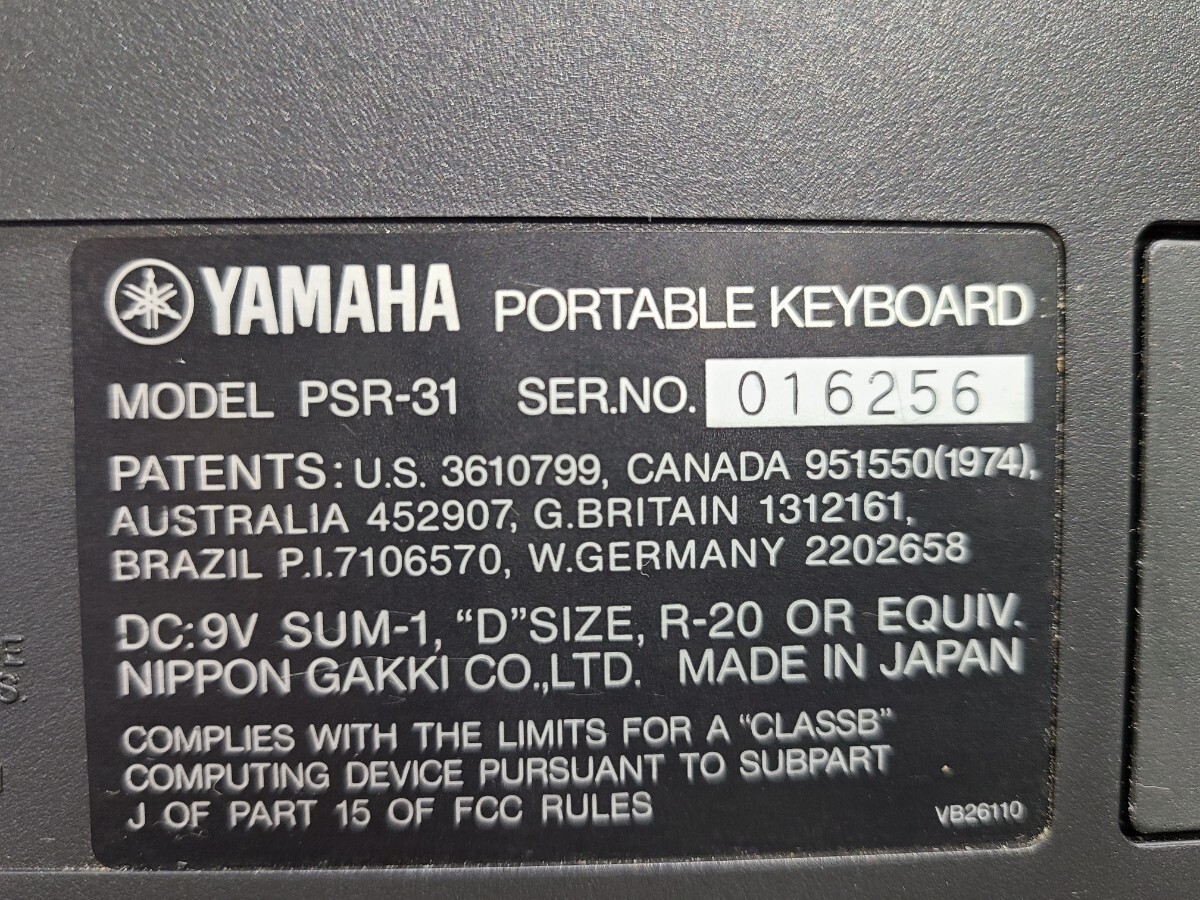 YAMAHA PORTABLE KEYBOARD
MODEL PSR-31 SER.NO. 016256
PATENTS: U.S. 3610799, CANADA 951550(1974),
AUSTRALIA 452907, G.BRITAIN 1312161,
BRAZIL P.I.7106570, W.GERMANY 2202658
DC:9V SUM-1, “D”SIZE, R-20 OR EQUIV.
NIPPON GAKKI CO.,LTD. MADE IN JAPAN
COMPLIES WITH THE LIMITS FOR A “CLASSB”
COMPUTING DEVICE PURSUANT TO SUBPART
J OF PART 15 OF FCC RULES
VB26110